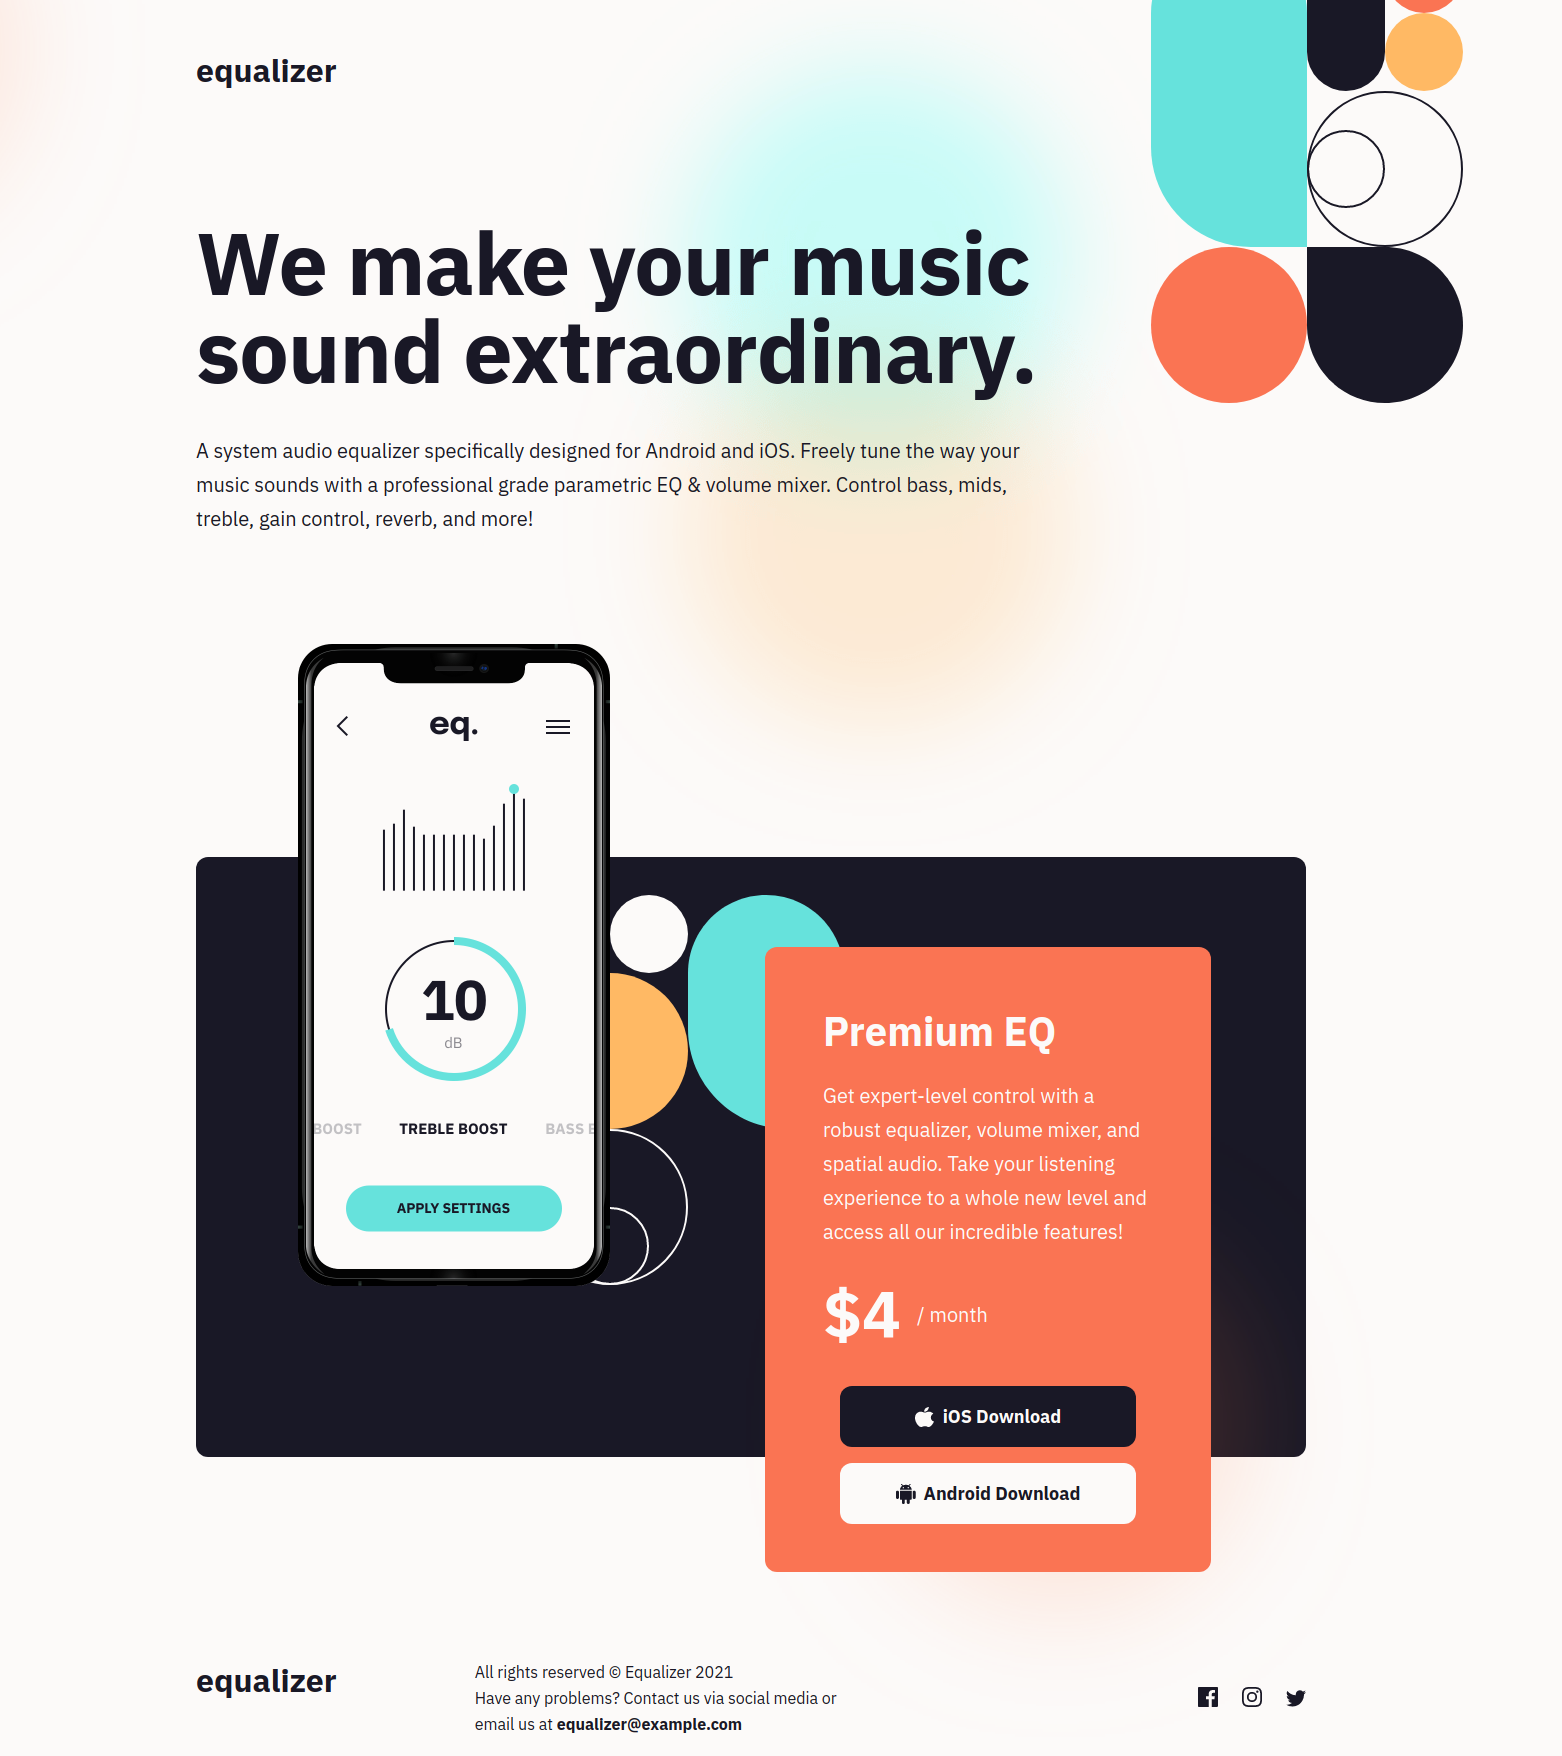 equalizer
We make your music
sound extraordinary.
A system audio equalizer specifically designed for Android and iOS. Freely tune the way your
music sounds with a professional grade parametric EQ & volume mixer. Control bass, mids,
treble, gain control, reverb, and more!
eq.
10
dB
BOOST TREBLE BOOST BASS B
APPLY SETTINGS
Premium EQ
Get expert-level control with a
robust equalizer, volume mixer, and
spatial audio. Take your listening
experience to a whole new level and
access all our incredible features!
$4 / month
iOS Download
Android Download
equalizer
All rights reserved © Equalizer 2021
Have any problems? Contact us via social media or
email us at equalizer@example.com